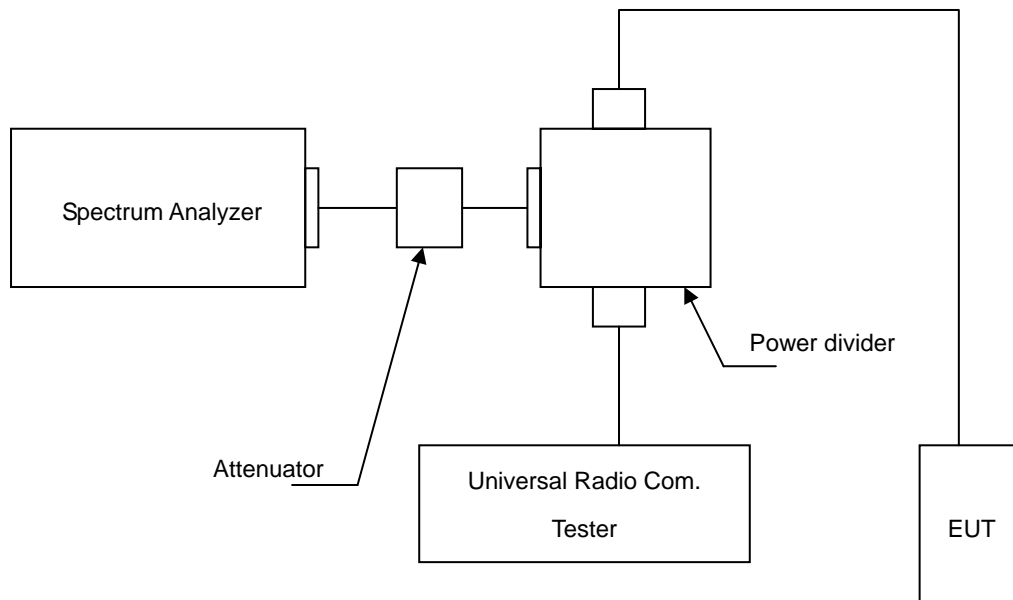 Spectrum Analyzer
Power divider
Attenuator
Universal Radio Com.
Tester
EUT